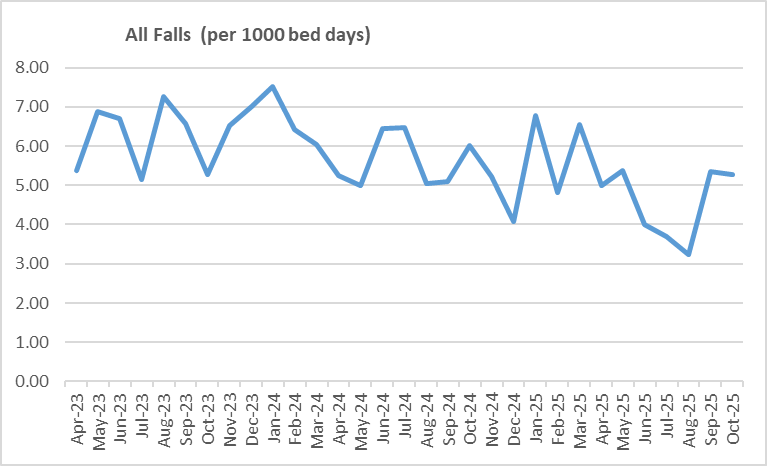 All Falls  (per 1000 bed days)
8.00
7.00
6.00
5.00
4.00
3.00
2.00
1.00
0.00
Apr-23
May-23
Jun-23
Jul-23
Aug-23
Sep-23
Oct-23
Nov-23
Dec-23
Jan-24
Feb-24
Mar-24
Apr-24
May-24
Jun-24
Jul-24
Aug-24
Sep-24
Oct-24
Nov-24
Dec-24
Jan-25
Feb-25
Mar-25
Apr-25
May-25
Jun-25
Jul-25
Aug-25
Sep-25
Oct-25